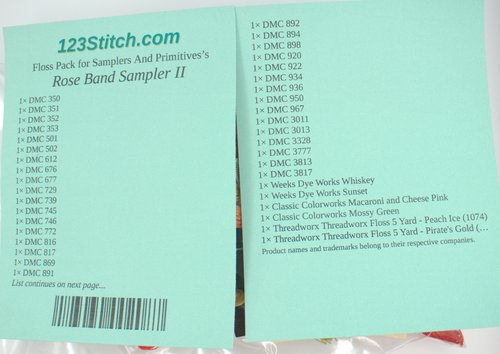 123Stitch.com
Floss Pack for Samplers And Primitives's
Rose Band Sampler II
1× DMC 350
1× DMC 351
1× DMC 352
1× DMC 353
1× DMC 501
1× DMC 502
1× DMC 612
1× DMC 676
1× DMC 677
1× DMC 729
1× DMC 739
1× DMC 745
1× DMC 746
1× DMC 772
1× DMC 816
1× DMC 817
1× DMC 869
1× DMC 891
List continues on next page...
1× DMC 892
1× DMC 894
1× DMC 898
1× DMC 920
1× DMC 922
1× DMC 934
1× DMC 936
1× DMC 950
1× DMC 967
1× DMC 3011
1× DMC 3013
1× DMC 3328
1× DMC 3777
1× DMC 3813
1× DMC 3817
1× Weeks Dye Works Whiskey
1× Weeks Dye Works Sunset
1× Classic Colorworks Macaroni and Cheese Pink
1× Classic Colorworks Mossy Green
1× Threadworx Threadworx Floss 5 Yard - Peach Ice (1074)
1× Threadworx Threadworx Floss 5 Yard - Pirate's Gold (…
Product names and trademarks belong to their respective companies.